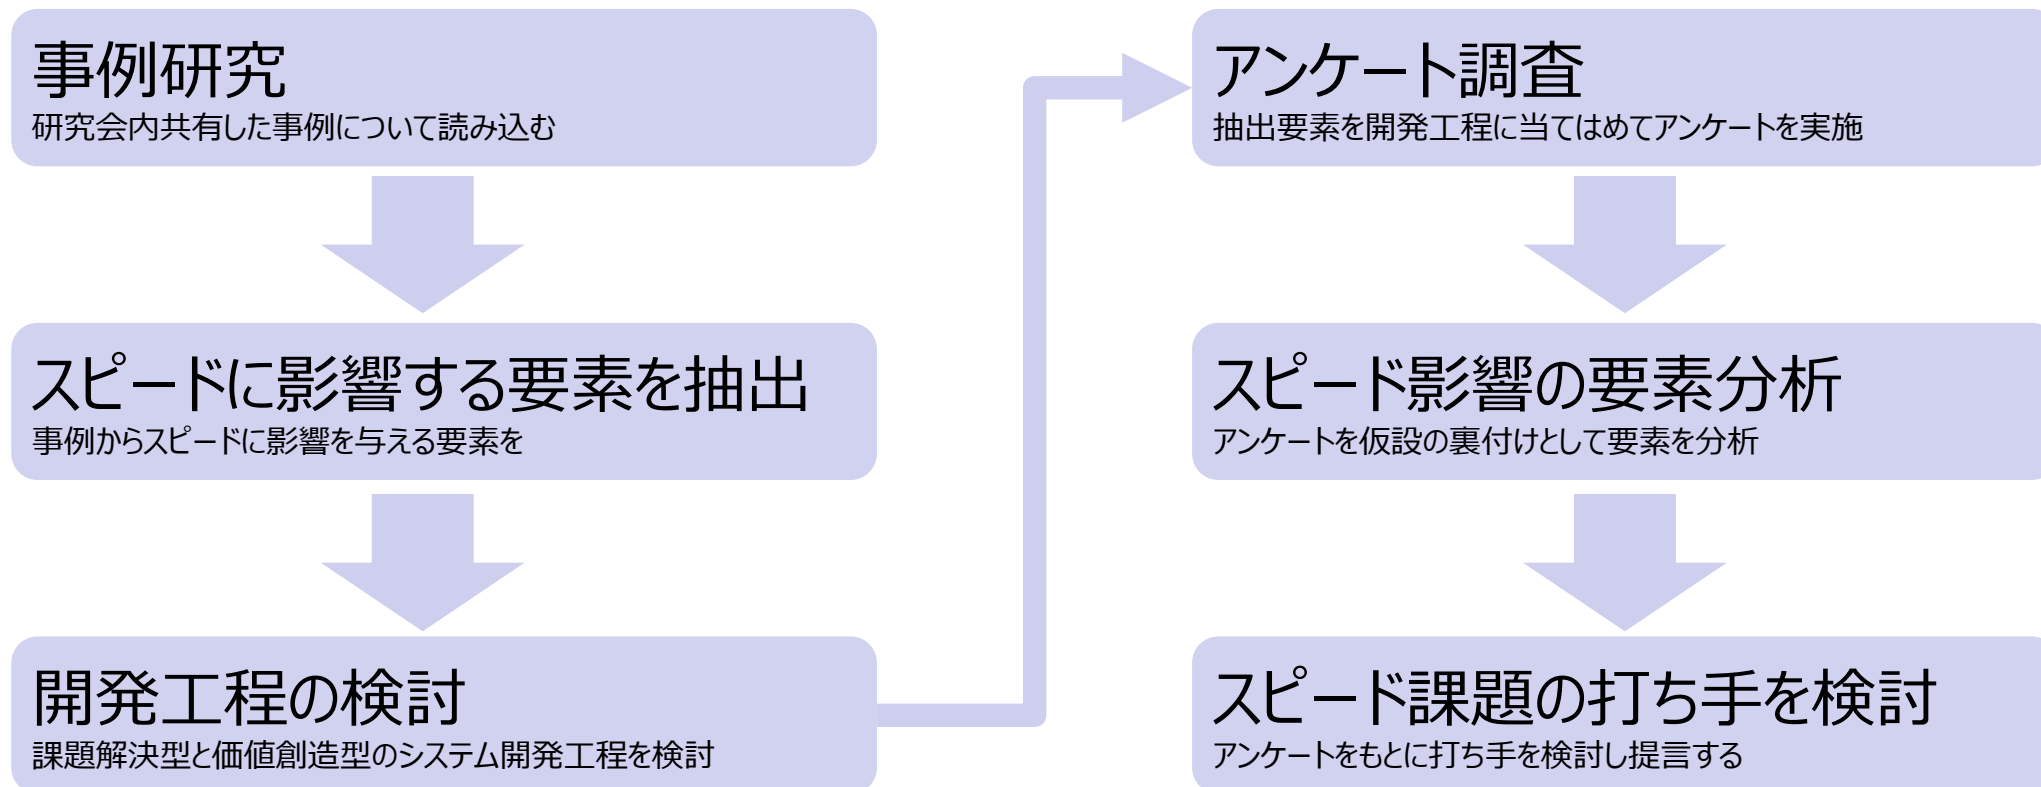 事例研究
研究会内共有した事例について読み込む
スピードに影響する要素を抽出
事例からスピードに影響を与える要素を
開発工程の検討
課題解決型と価値創造型のシステム開発工程を検討
アンケート調査
抽出要素を開発工程に当てはめてアンケートを実施
スピード影響の要素分析
アンケートを仮設の裏付けとして要素を分析
スピード課題の打ち手を検討
アンケートをもとに打ち手を検討し提言する